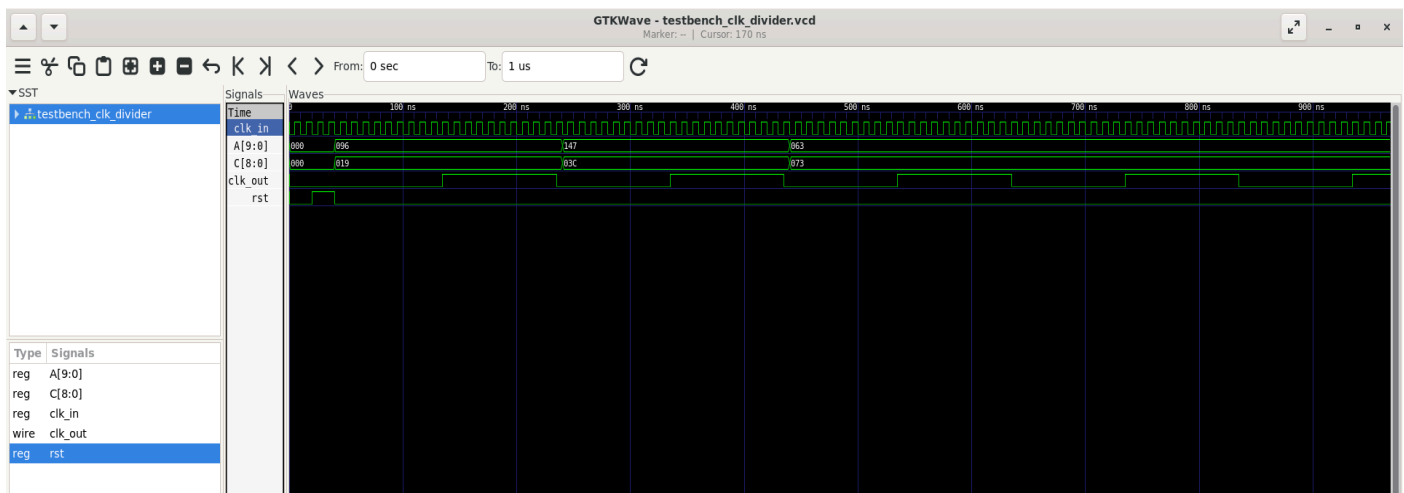 GTKWave - testbench_clk_divider.vcd
Marker: -- | Cursor: 170 ns
From: 0 sec To: 1 us
SST
testbench_clk_divider
Type Signals
reg A[9:0]
reg C[8:0]
reg clk_in
wire clk_out
reg rst
Signals
Time
clk_in
A[9:0]
C[8:0]
clk_out
rst
Waves
0 100 ns 200 ns 300 ns 400 ns 500 ns 600 ns 700 ns 800 ns 900 ns
000 096 147 063
000 019 03C 073